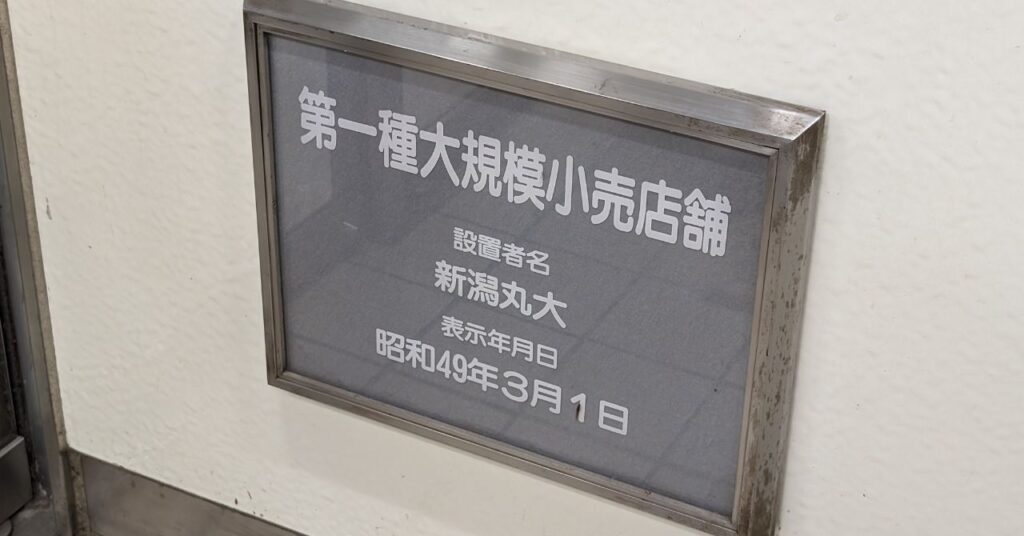 第一種大規模小売店舗
設置者名
新潟丸大
表示年月日
昭和49年3月1日